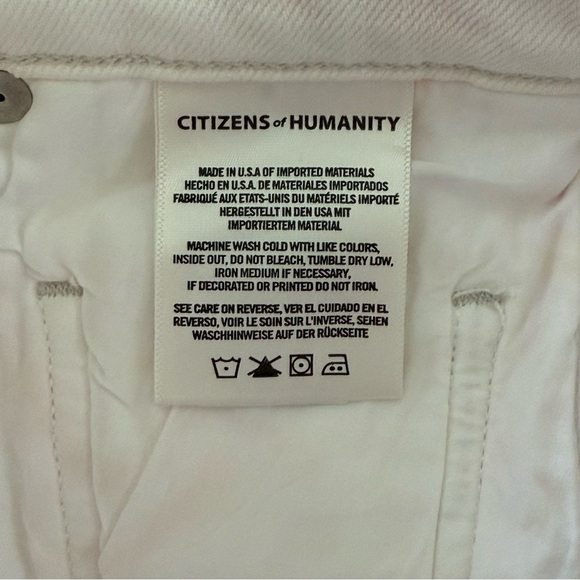 CITIZENS of HUMANITY
MADE IN U.S.A OF IMPORTED MATERIALS
HECHO EN U.S.A. DE MATERIALES IMPORTADOS
FABRIQUÉ AUX ETATS-UNIS DU MATÉRIELS IMPORTÉ
HERGESTELLT IN DEN USA MIT
IMPORTIERTEM MATERIAL
MACHINE WASH COLD WITH LIKE COLORS,
INSIDE OUT, DO NOT BLEACH, TUMBLE DRY LOW,
IRON MEDIUM IF NECESSARY,
IF DECORATED OR PRINTED DO NOT IRON.
SEE CARE ON REVERSE, VER EL CUIDADO EN EL
REVERSO, VOIR LE SOIN SUR L'INVERSE, SEHEN
WASCHHINWEISE AUF DER RÜCKSEITE